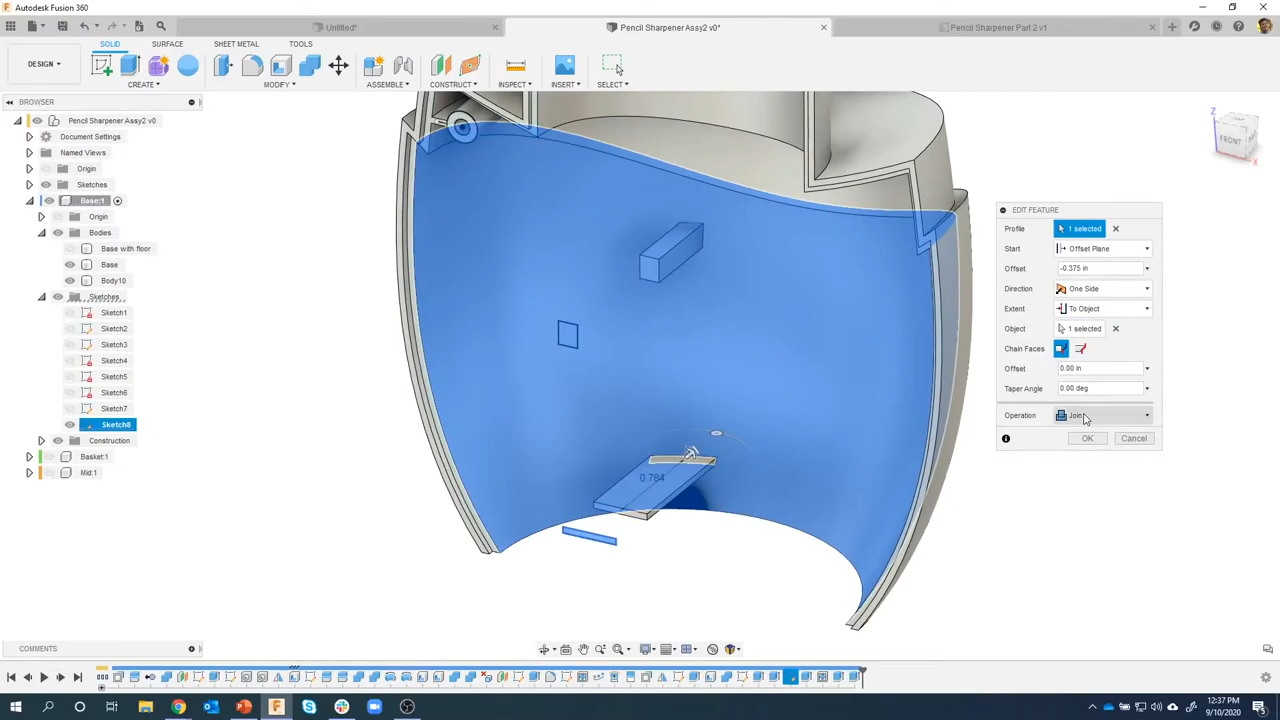 Autodesk Fusion 360
Untitled*
Pencil Sharpener Assy2 v0*
Pencil Sharpener Part 2 v1
SOLID
SURFACE
SHEET METAL
TOOLS
DESIGN
CREATE
MODIFY
ASSEMBLE
CONSTRUCT
INSPECT
INSERT
SELECT
BROWSER
Pencil Sharpener Assy2 v0
Document Settings
Named Views
Origin
Sketches
Base:1
Origin
Bodies
Base with floor
Base
Body10
Sketches
Sketch1
Sketch2
Sketch3
Sketch4
Sketch5
Sketch6
Sketch7
Sketch8
Construction
Basket:1
Mid:1
Z
FRONT
X
0.784
EDIT FEATURE
Profile 1 selected
Start Offset Plane
Offset -0.375 in
Direction One Side
Extent To Object
Object 1 selected
Chain Faces
Offset 0.00 in
Taper Angle 0.00 deg
Operation Join
OK Cancel
COMMENTS
12:37 PM
9/10/2020
5